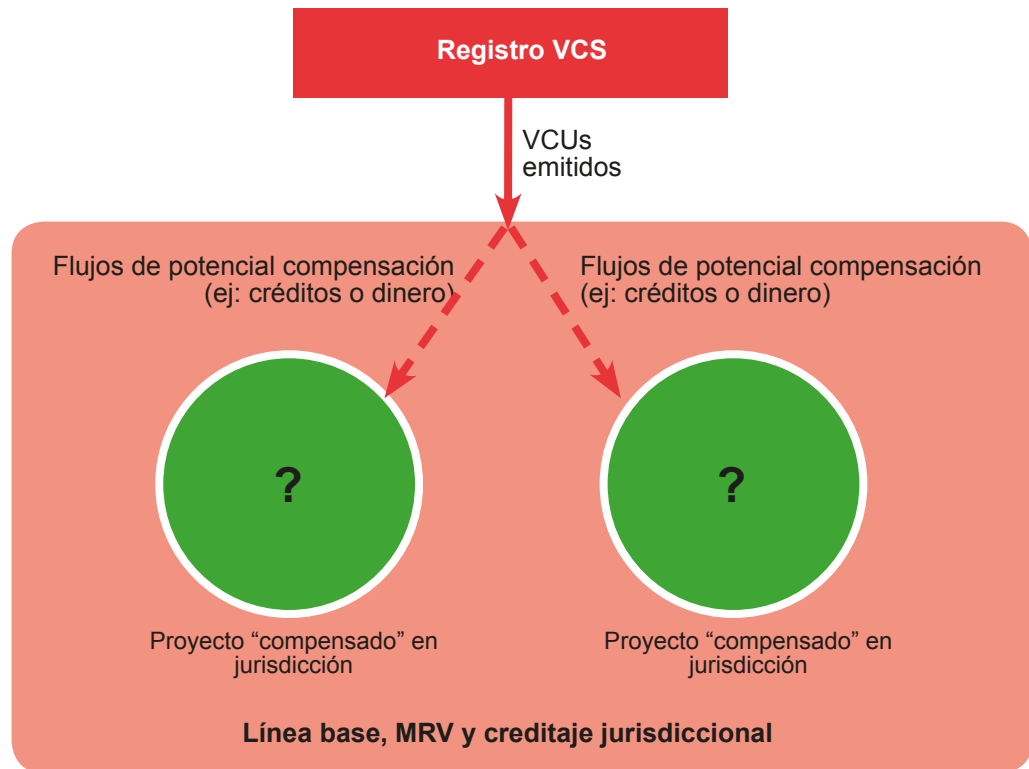 Registro VCS
VCUs
emitidos
Flujos de potencial compensación
(ej: créditos o dinero)
Flujos de potencial compensación
(ej: créditos o dinero)
?
?
Proyecto “compensado” en
jurisdicción
Proyecto “compensado” en
jurisdicción
Línea base, MRV y creditaje jurisdiccional